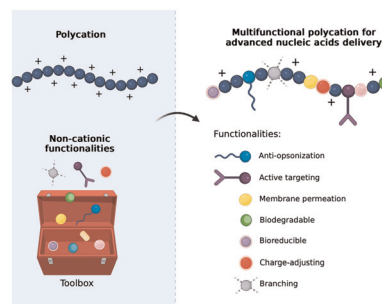 Polycation
+ + + + +
+ + + +
Non-cationic
functionalities
Toolbox
Multifunctional polycation for
advanced nucleic acids delivery
+ + +
+ +
Functionalities:
Anti-opsonization
Active targeting
Membrane permeation
Biodegradable
Bioreducible
Charge-adjusting
Branching